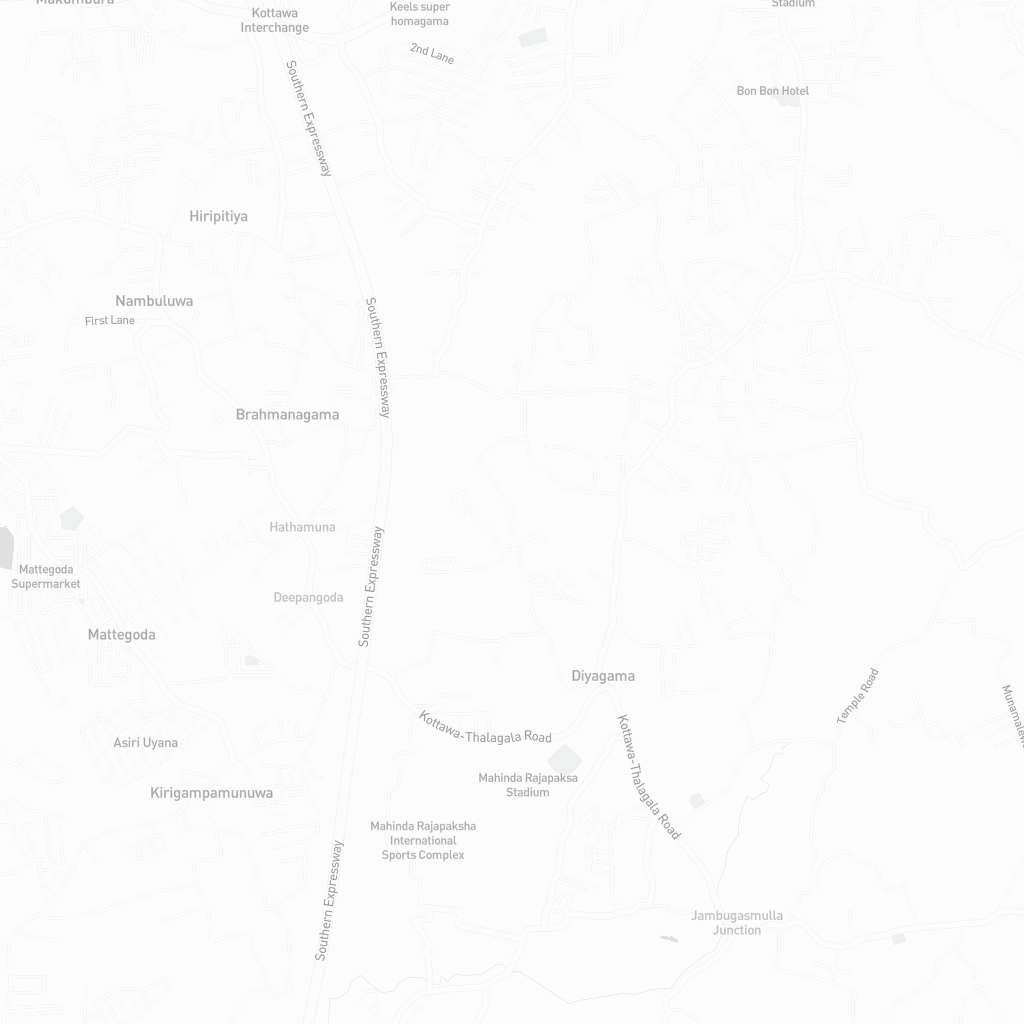 Makumbura
Kottawa
Interchange
Keels super
homagama
Stadium
2nd Lane
Southern Expressway
Bon Bon Hotel
Hiripitiya
Nambuluwa
First Lane
Southern Expressway
Brahmanagama
Hathamuna
Mattegoda
Supermarket
Southern Expressway
Deepangoda
Mattegoda
Diyagama
Temple Road
Kottawa-Thalagala Road
Kottawa-Thalagala Road
Asiri Uyana
Mahinda Rajapaksa
Stadium
Kirigampamunuwa
Mahinda Rajapaksha
International
Sports Complex
Southern Expressway
Jambugasmulla
Junction